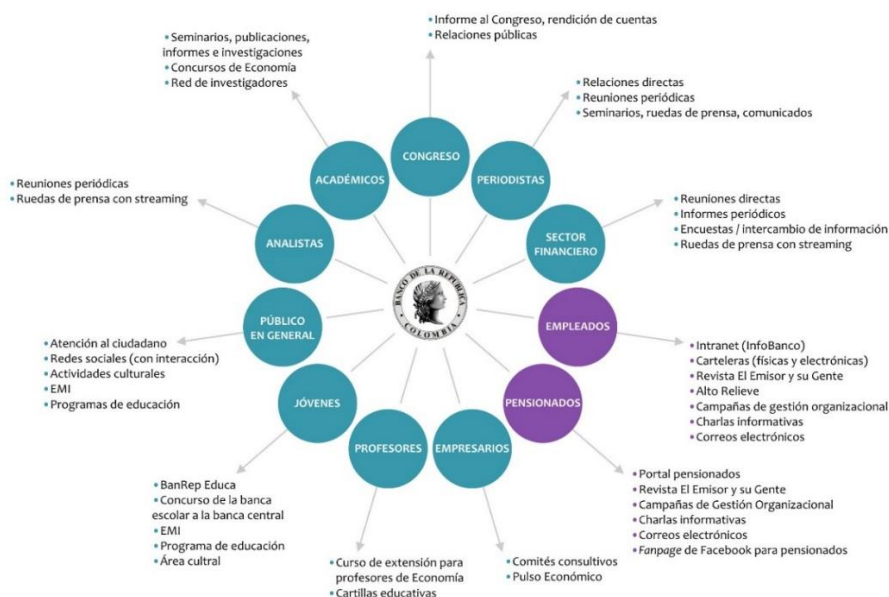 • Informe al Congreso, rendición de cuentas
• Relaciones públicas
• Seminarios, publicaciones,
informes e investigaciones
• Concursos de Economía
• Red de investigadores
• Relaciones directas
• Reuniones periódicas
• Seminarios, ruedas de prensa, comunicados
CONGRESO
ACADÉMICOS
PERIODISTAS
• Reuniones periódicas
• Ruedas de prensa con streaming
• Reuniones directas
• Informes periódicos
• Encuestas / intercambio de información
• Ruedas de prensa con streaming
ANALISTAS
SECTOR
FINANCIERO
BANCO DE LA REPÚBLICA
COLOMBIA
PÚBLICO
EN GENERAL
EMPLEADOS
• Atención al ciudadano
• Redes sociales (con interacción)
• Actividades culturales
• EMI
• Programas de educación
• Intranet (InfoBanco)
• Carteleras (físicas y electrónicas)
• Revista El Emisor y su Gente
• Alto Relieve
• Campañas de gestión organizacional
• Charlas informativas
• Correos electrónicos
JÓVENES
PENSIONADOS
PROFESORES
EMPRESARIOS
• BanRep Educa
• Concurso de la banca
escolar a la banca central
• EMI
• Programa de educación
• Área cultral
• Portal pensionados
• Revista El Emisor y su Gente
• Campañas de Gestión Organizacional
• Charlas informativas
• Correos electrónicos
• Fanpage de Facebook para pensionados
• Curso de extensión para
profesores de Economía
• Cartillas educativas
• Comités consultivos
• Pulso Económico